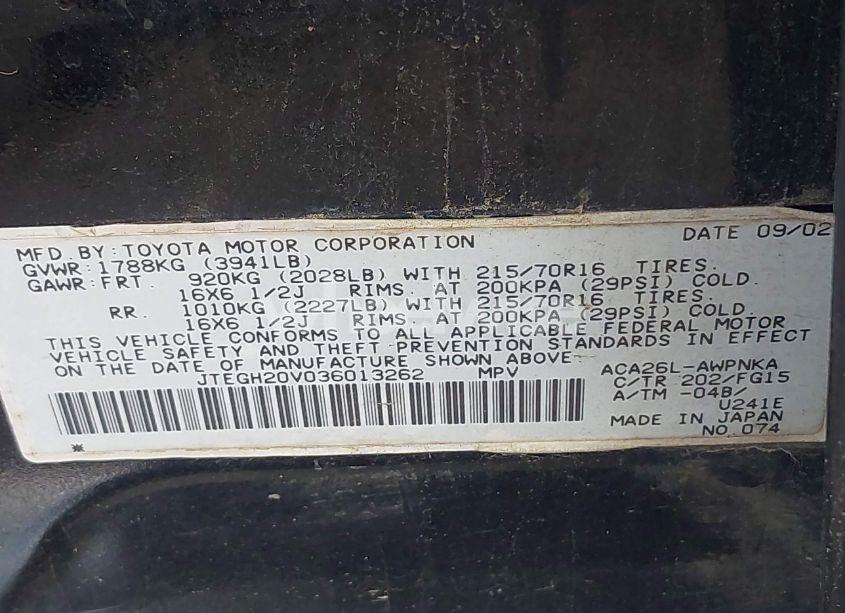 MFD. BY: TOYOTA MOTOR CORPORATION DATE 09/02
GVWR: 1788KG (3941LB)
GAWR: FRT. 920KG (2028LB) WITH 215/70R16 TIRES.
16X6 1/2J RIMS. AT 200KPA (29PSI) COLD.
RR. 1010KG (2227LB) WITH 215/70R16 TIRES.
16X6 1/2J RIMS. AT 200KPA (29PSI) COLD.
THIS VEHICLE CONFORMS TO ALL APPLICABLE FEDERAL MOTOR
VEHICLE SAFETY AND THEFT-PREVENTION STANDARDS IN EFFECT
ON THE DATE OF MANUFACTURE SHOWN ABOVE.
JTEGH20V036013262 MPV
ACA26L-AWPNKA
C/TR 202/FG15
A/TM -04B/
U241E
MADE IN JAPAN
NO. 074